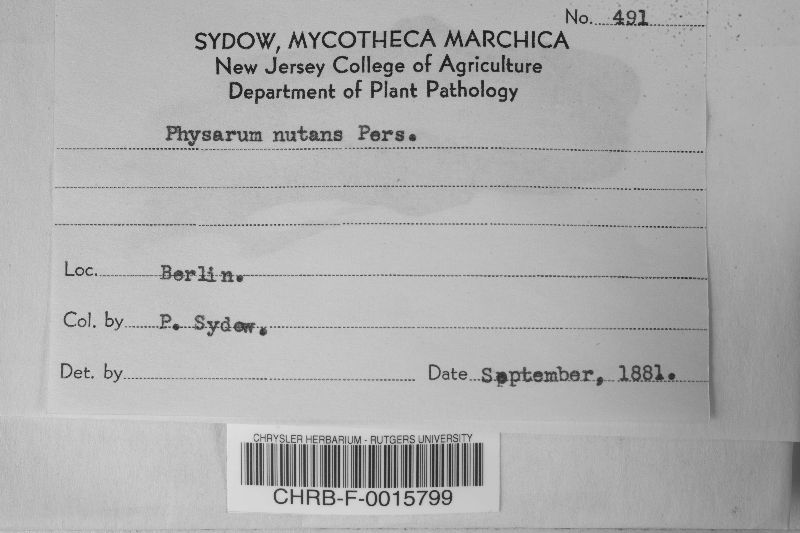 No. 491
SYDOW, MYCOTHECA MARCHICA
New Jersey College of Agriculture
Department of Plant Pathology
Physarum nutans Pers.
Loc. Berlin.
Col. by P. Sydow.
Det. by
Date September, 1881.
CHRYSLER HERBARIUM - RUTGERS UNIVERSITY
CHRB-F-0015799